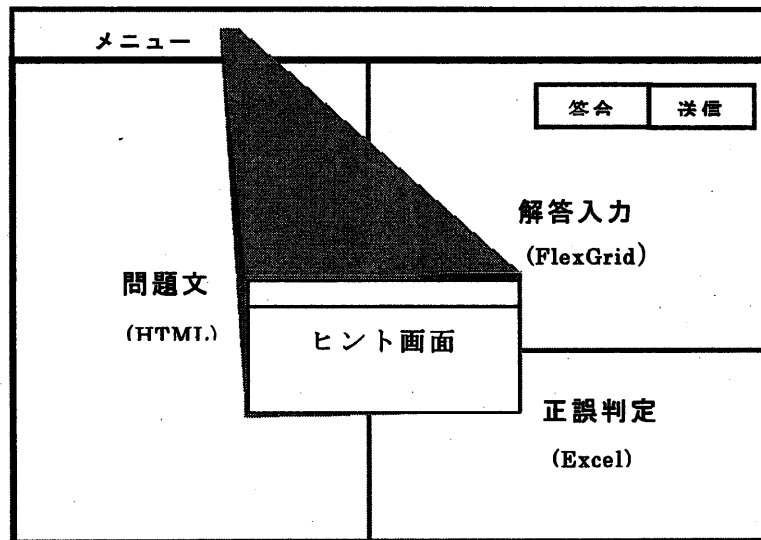 メニュー
答合 送信
解答入力
(FlexGrid)
問題文
(HTML)
ヒント画面
正誤判定
(Excel)